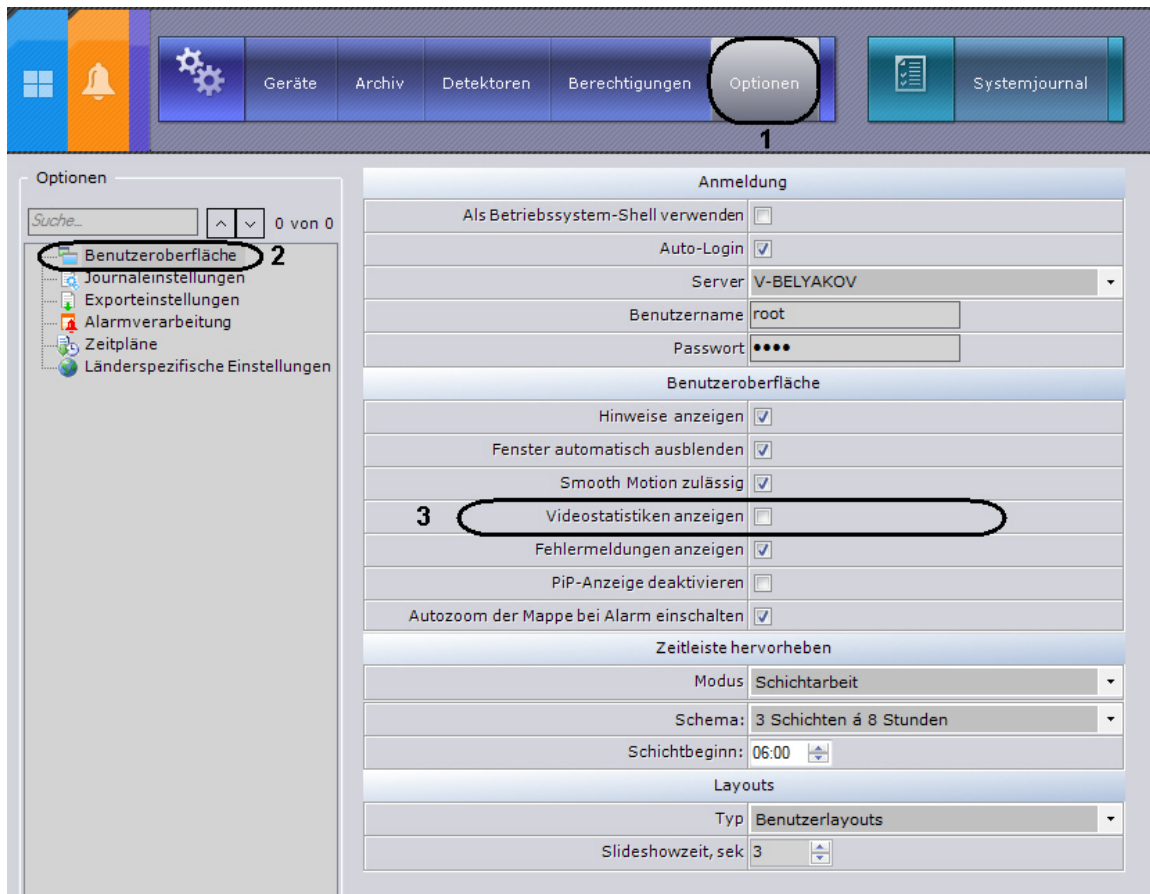 Geräte Archiv Detektoren Berechtigungen Optionen Systemjournal
1
Optionen
Suche...
0 von 0
Benutzeroberfläche 2
Journaleinstellungen
Exporteinstellungen
Alarmverarbeitung
Zeitpläne
Länderspezifische Einstellungen
Anmeldung
Als Betriebssystem-Shell verwenden
Auto-Login
Server V-BELYAKOV
Benutzername root
Passwort ●●●●
Benutzeroberfläche
Hinweise anzeigen
Fenster automatisch ausblenden
Smooth Motion zulässig
3 Videostatistiken anzeigen
Fehlermeldungen anzeigen
PiP-Anzeige deaktivieren
Autozoom der Mappe bei Alarm einschalten
Zeitleiste hervorheben
Modus Schichtarbeit
Schema: 3 Schichten á 8 Stunden
Schichtbeginn: 06:00
Layouts
Typ Benutzerlayouts
Slideshowzeit, sek 3